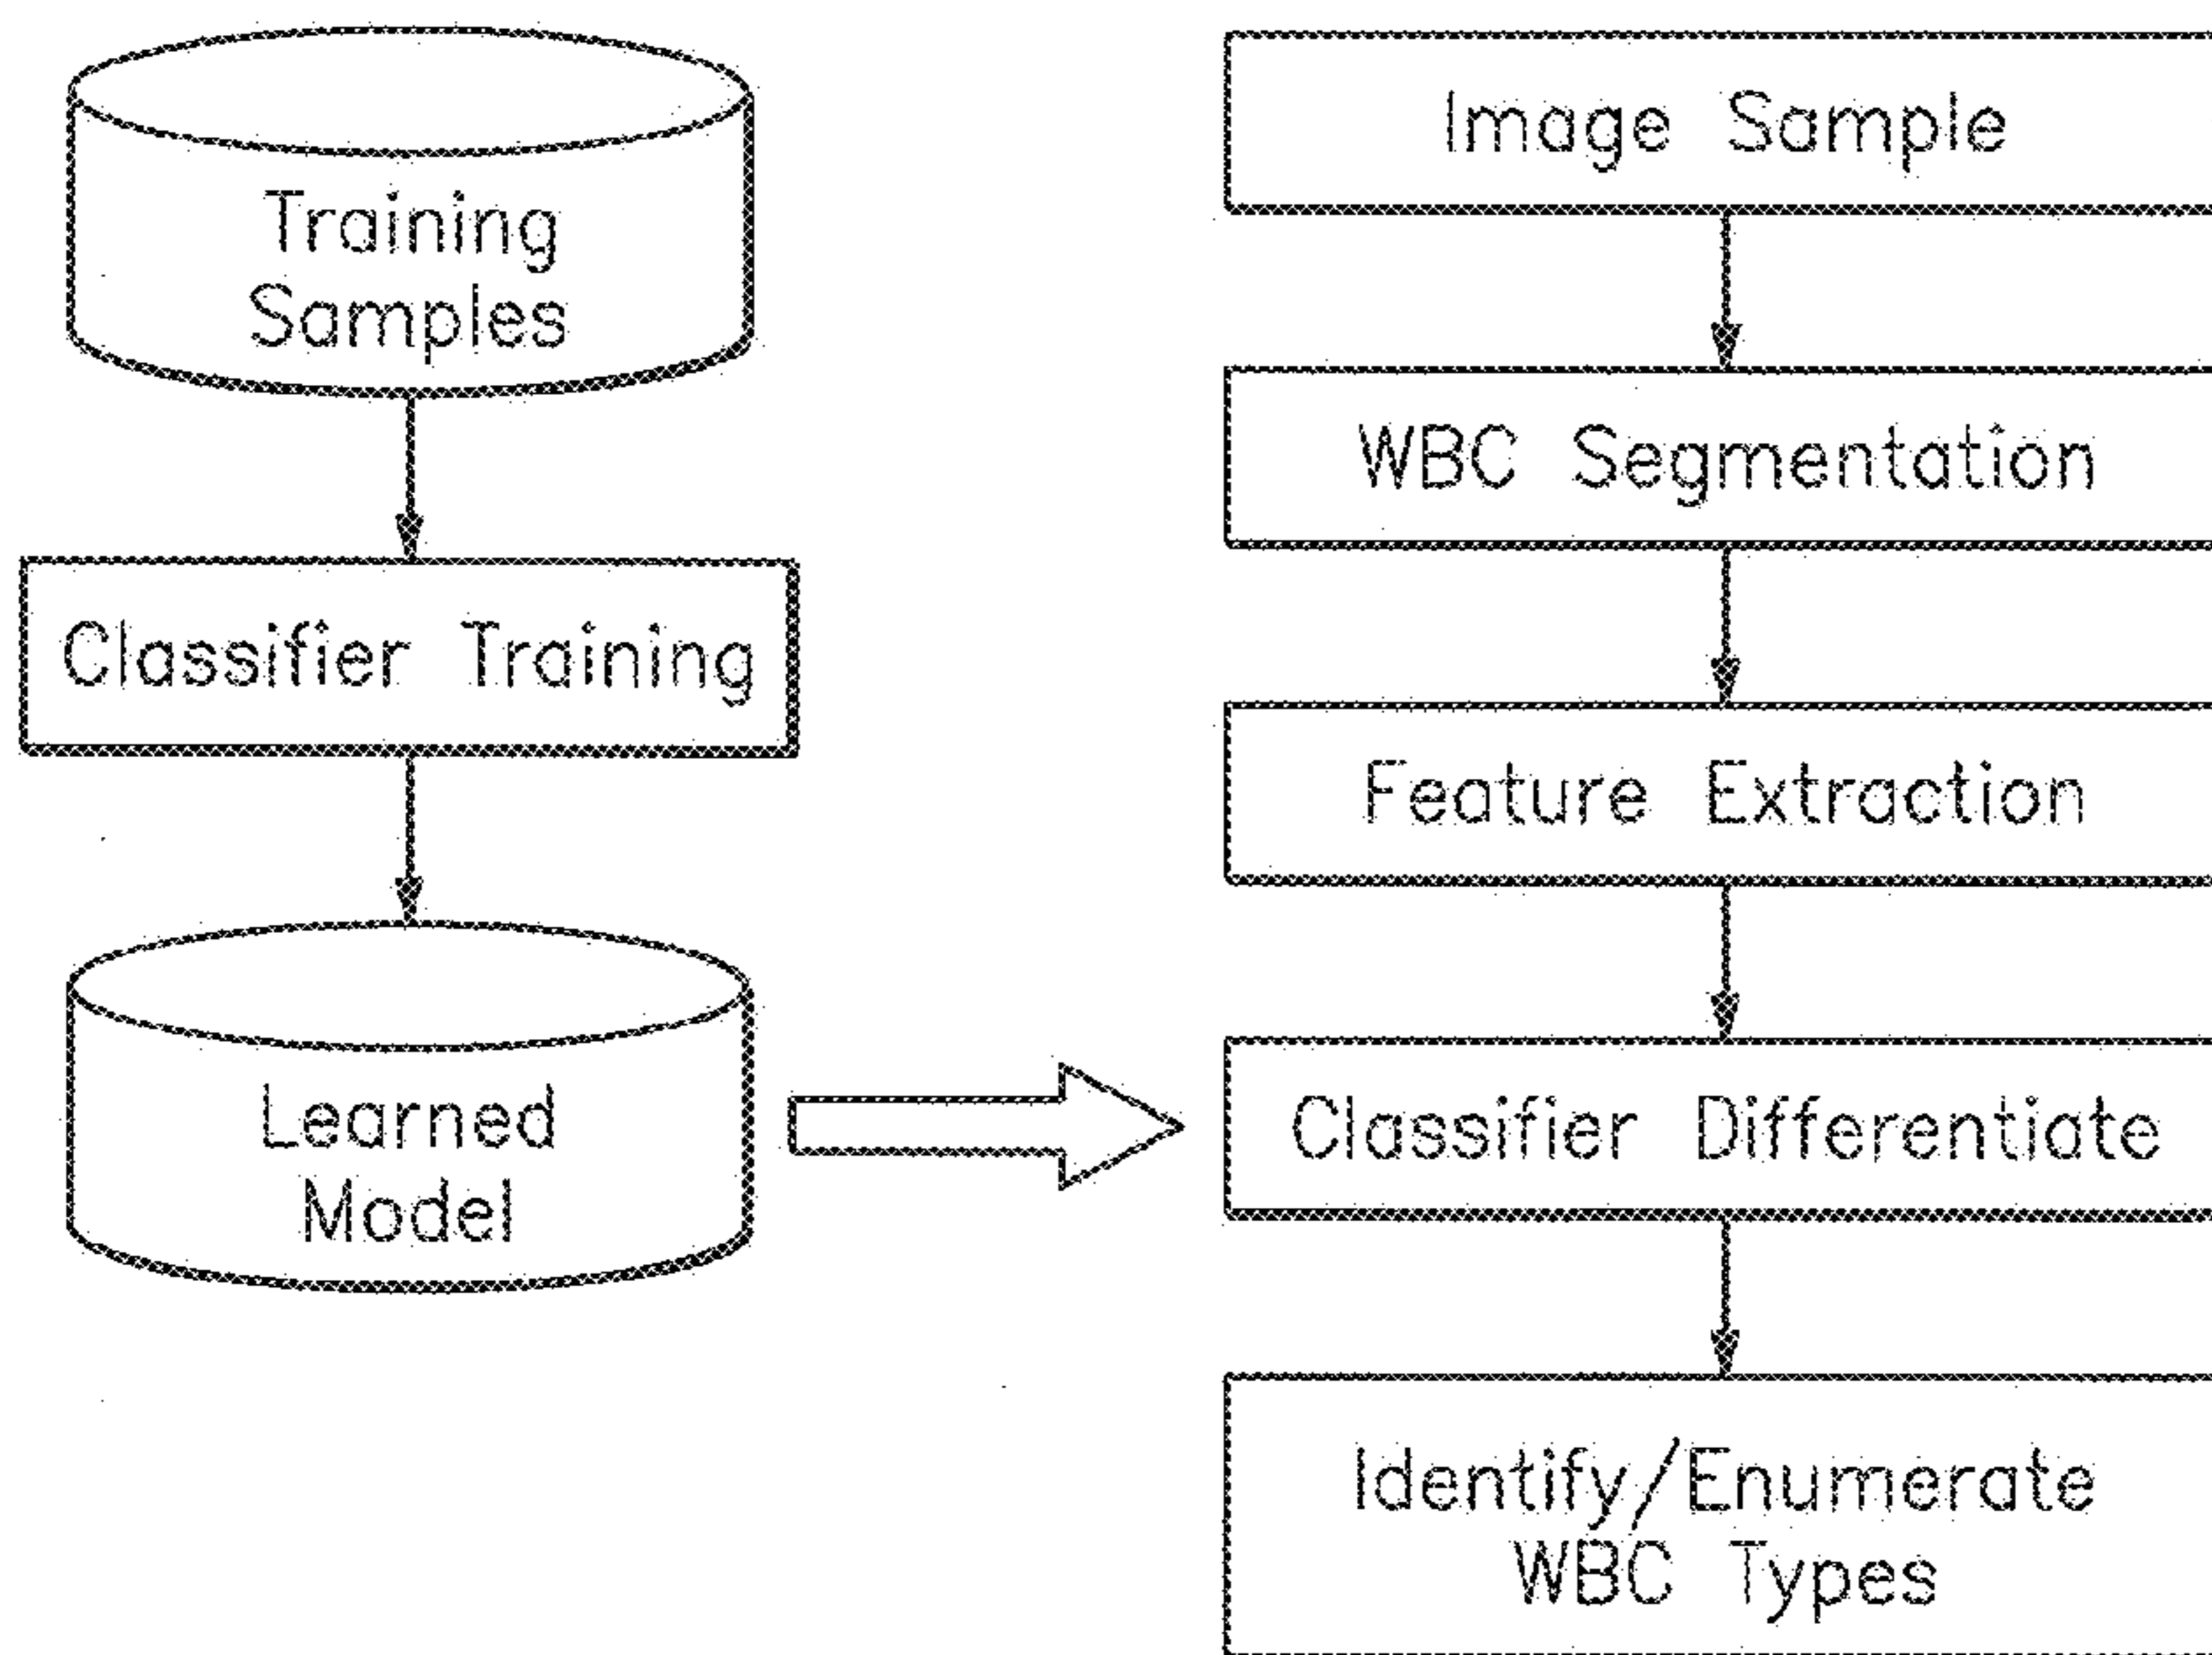 Training
Samples
Classifier Training
Learned
Model
Image Sample
WBC Segmentation
Feature Extraction
Classifier Differentiate
Identify/Enumerate
WBC Types